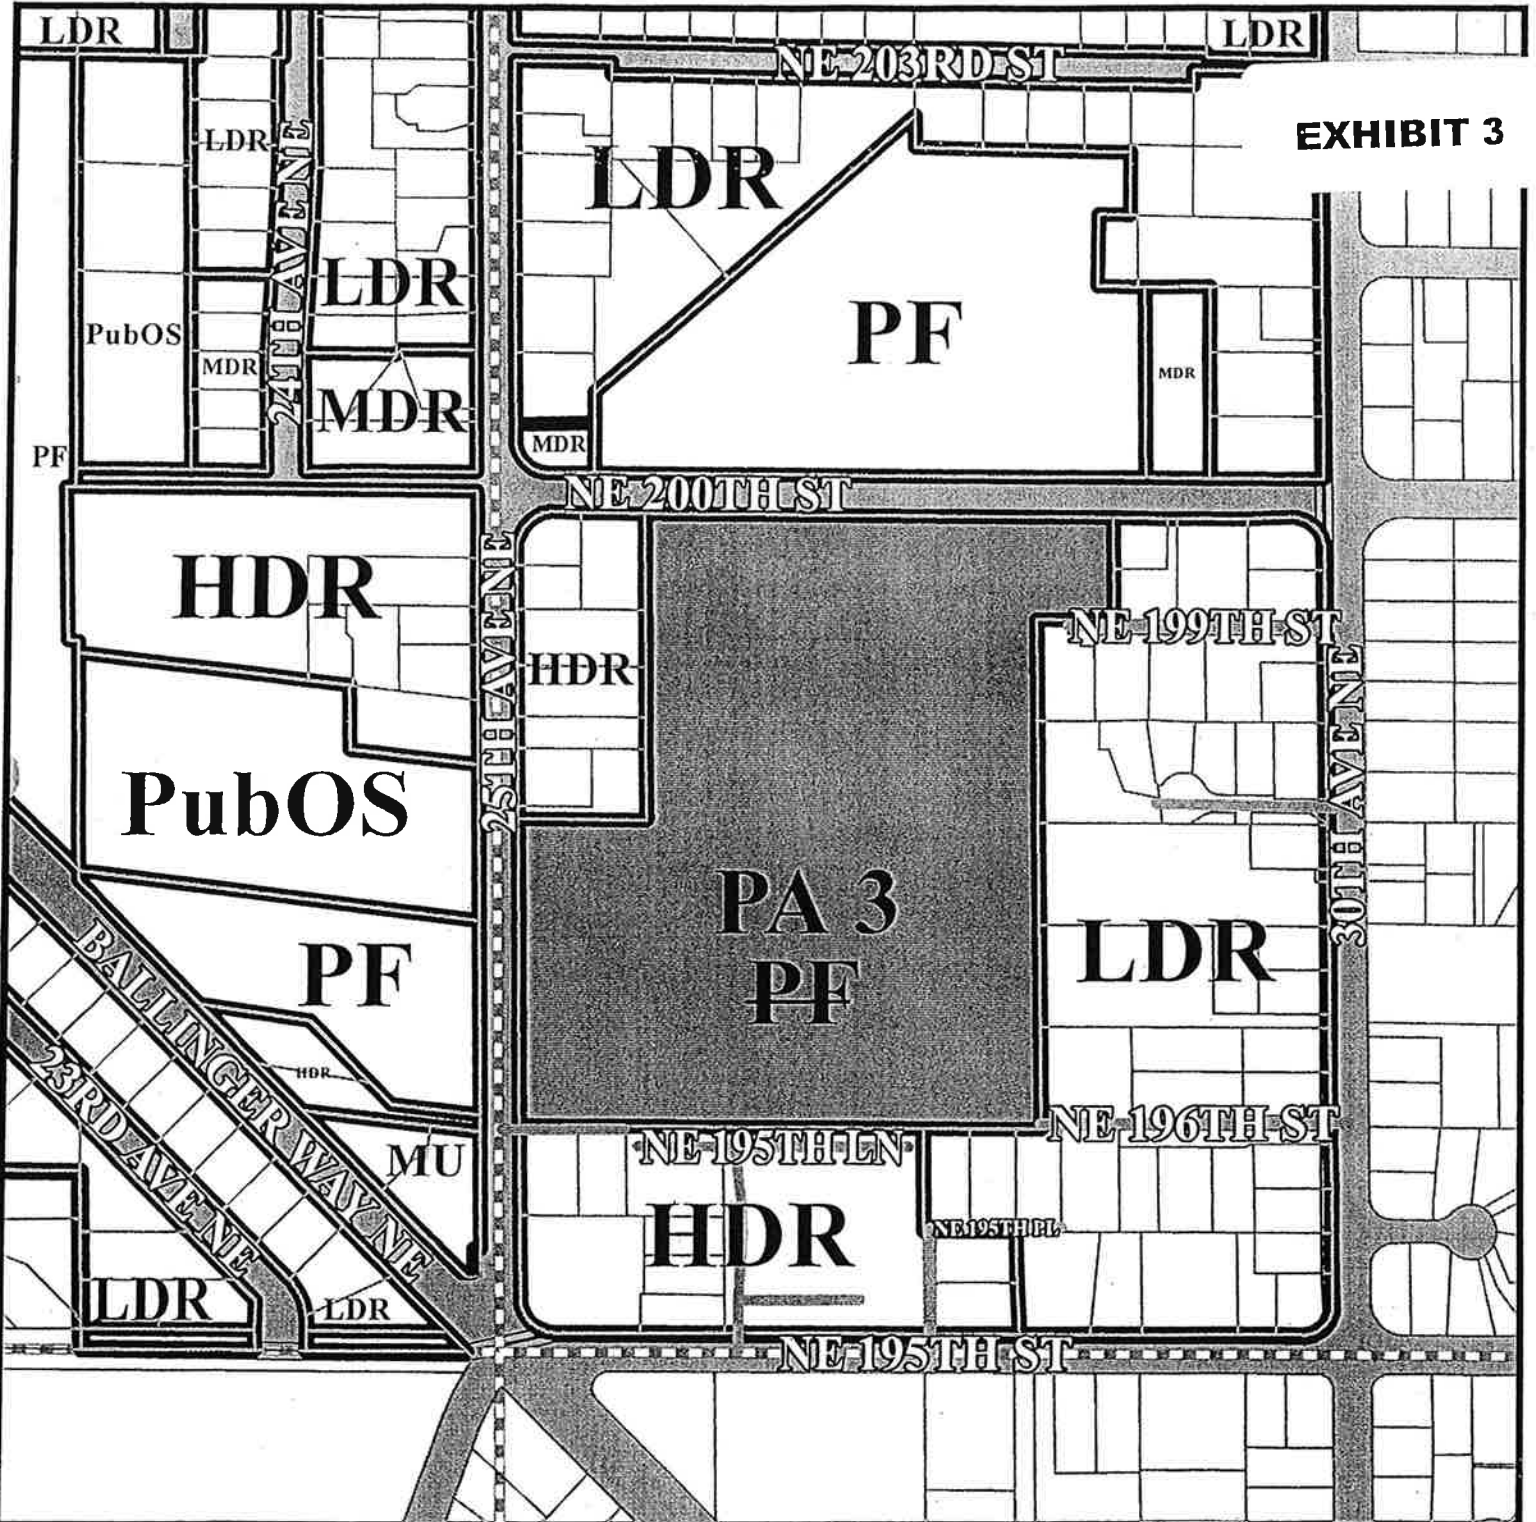 LDR
LDR
NE 203RD ST
EXHIBIT 3
LDR
24TH AVE NE
LDR
LDR
PubOS
MDR
MDR
PF
MDR
PF
MDR
NE 200TH ST
HDR
25TH AVE NE
HDR
NE 199TH ST
PubOS
30TH AVE NE
PA 3
PF
LDR
PF
BALLINGER WAY NE
HDR
23RD AVE NE
MU
NE 196TH ST
NE 195TH LN
HDR
NE 195TH PL
LDR
LDR
NE 195TH ST